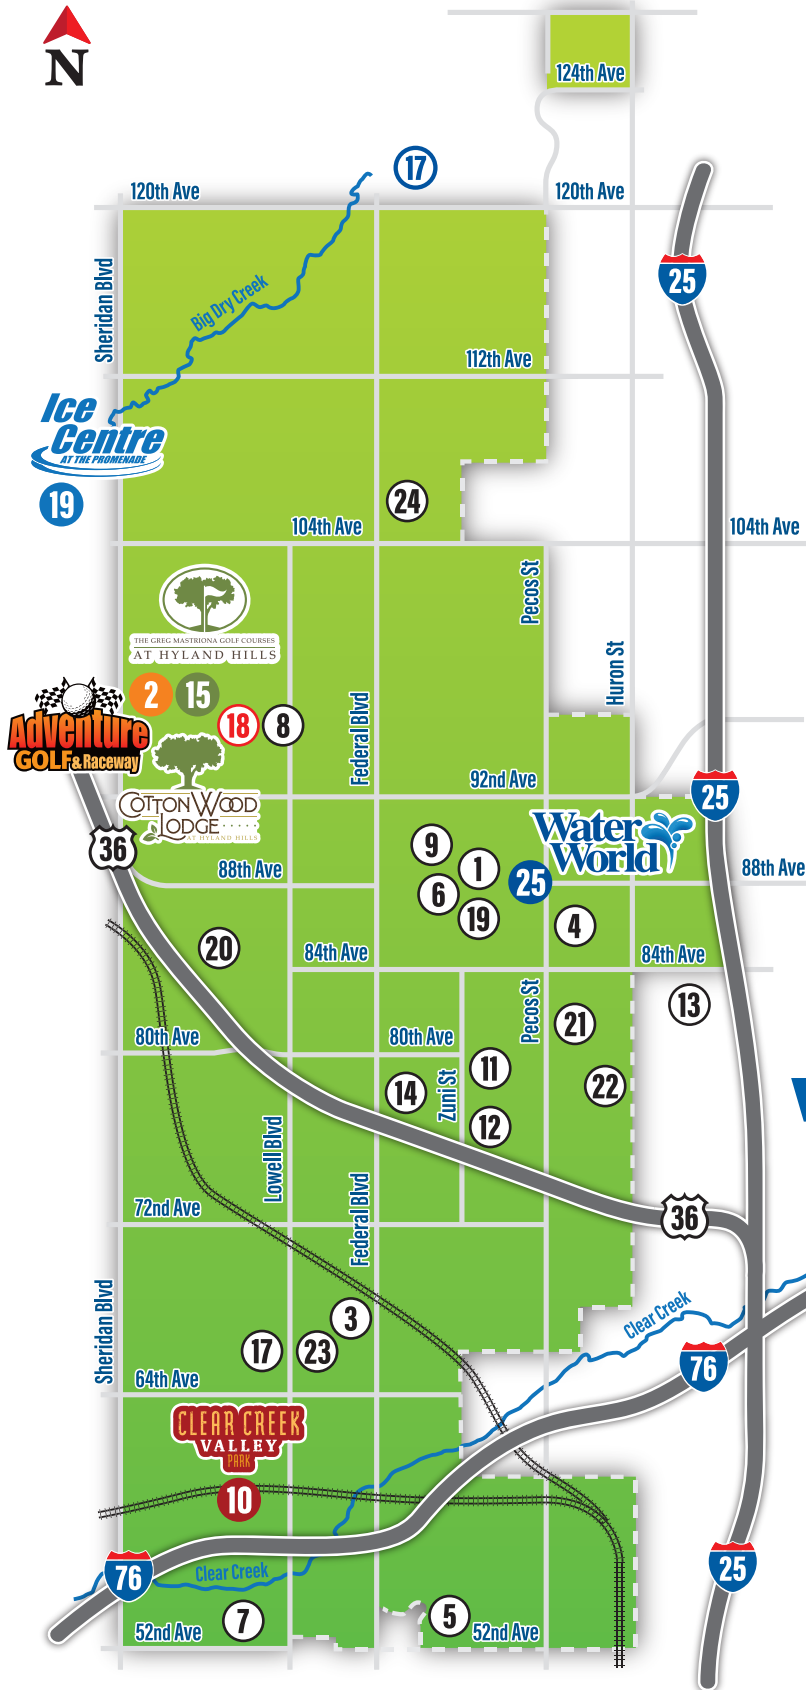 N
124th Ave
17
120th Ave
120th Ave
25
Sheridan Blvd
Big Dry Creek
112th Ave
Ice
Centre
AT THE PROMENADE
19
24
104th Ave
104th Ave
Pecos St
THE GREG MASTRIONA GOLF COURSES
AT HYLAND HILLS
Huron St
2
15
18
8
Federal Blvd
Adventure
GOLF & Raceway
92nd Ave
25
COTTONWOOD
LODGE
AT HYLAND HILLS
Water
World
36
9
1
88th Ave
88th Ave
6
25
19
4
20
84th Ave
84th Ave
13
Pecos St
21
80th Ave
80th Ave
11
14
Zuni St
22
12
Lowell Blvd
72nd Ave
Federal Blvd
36
Sheridan Blvd
Clear Creek
3
17
23
76
64th Ave
CLEAR CREEK
VALLEY
PARK
10
76
Clear Creek
25
7
5
52nd Ave
52nd Ave